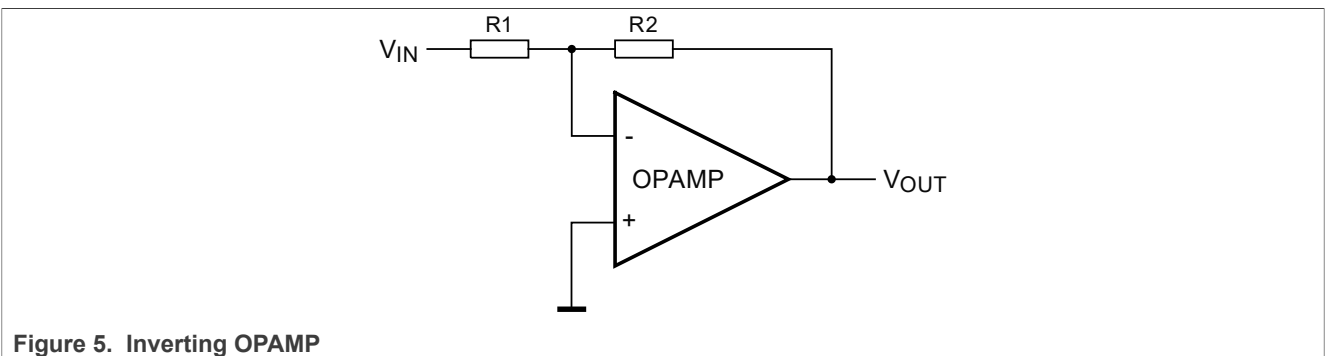 R1
R2
VIN
-
OPAMP
VOUT
+
Figure 5. Inverting OPAMP